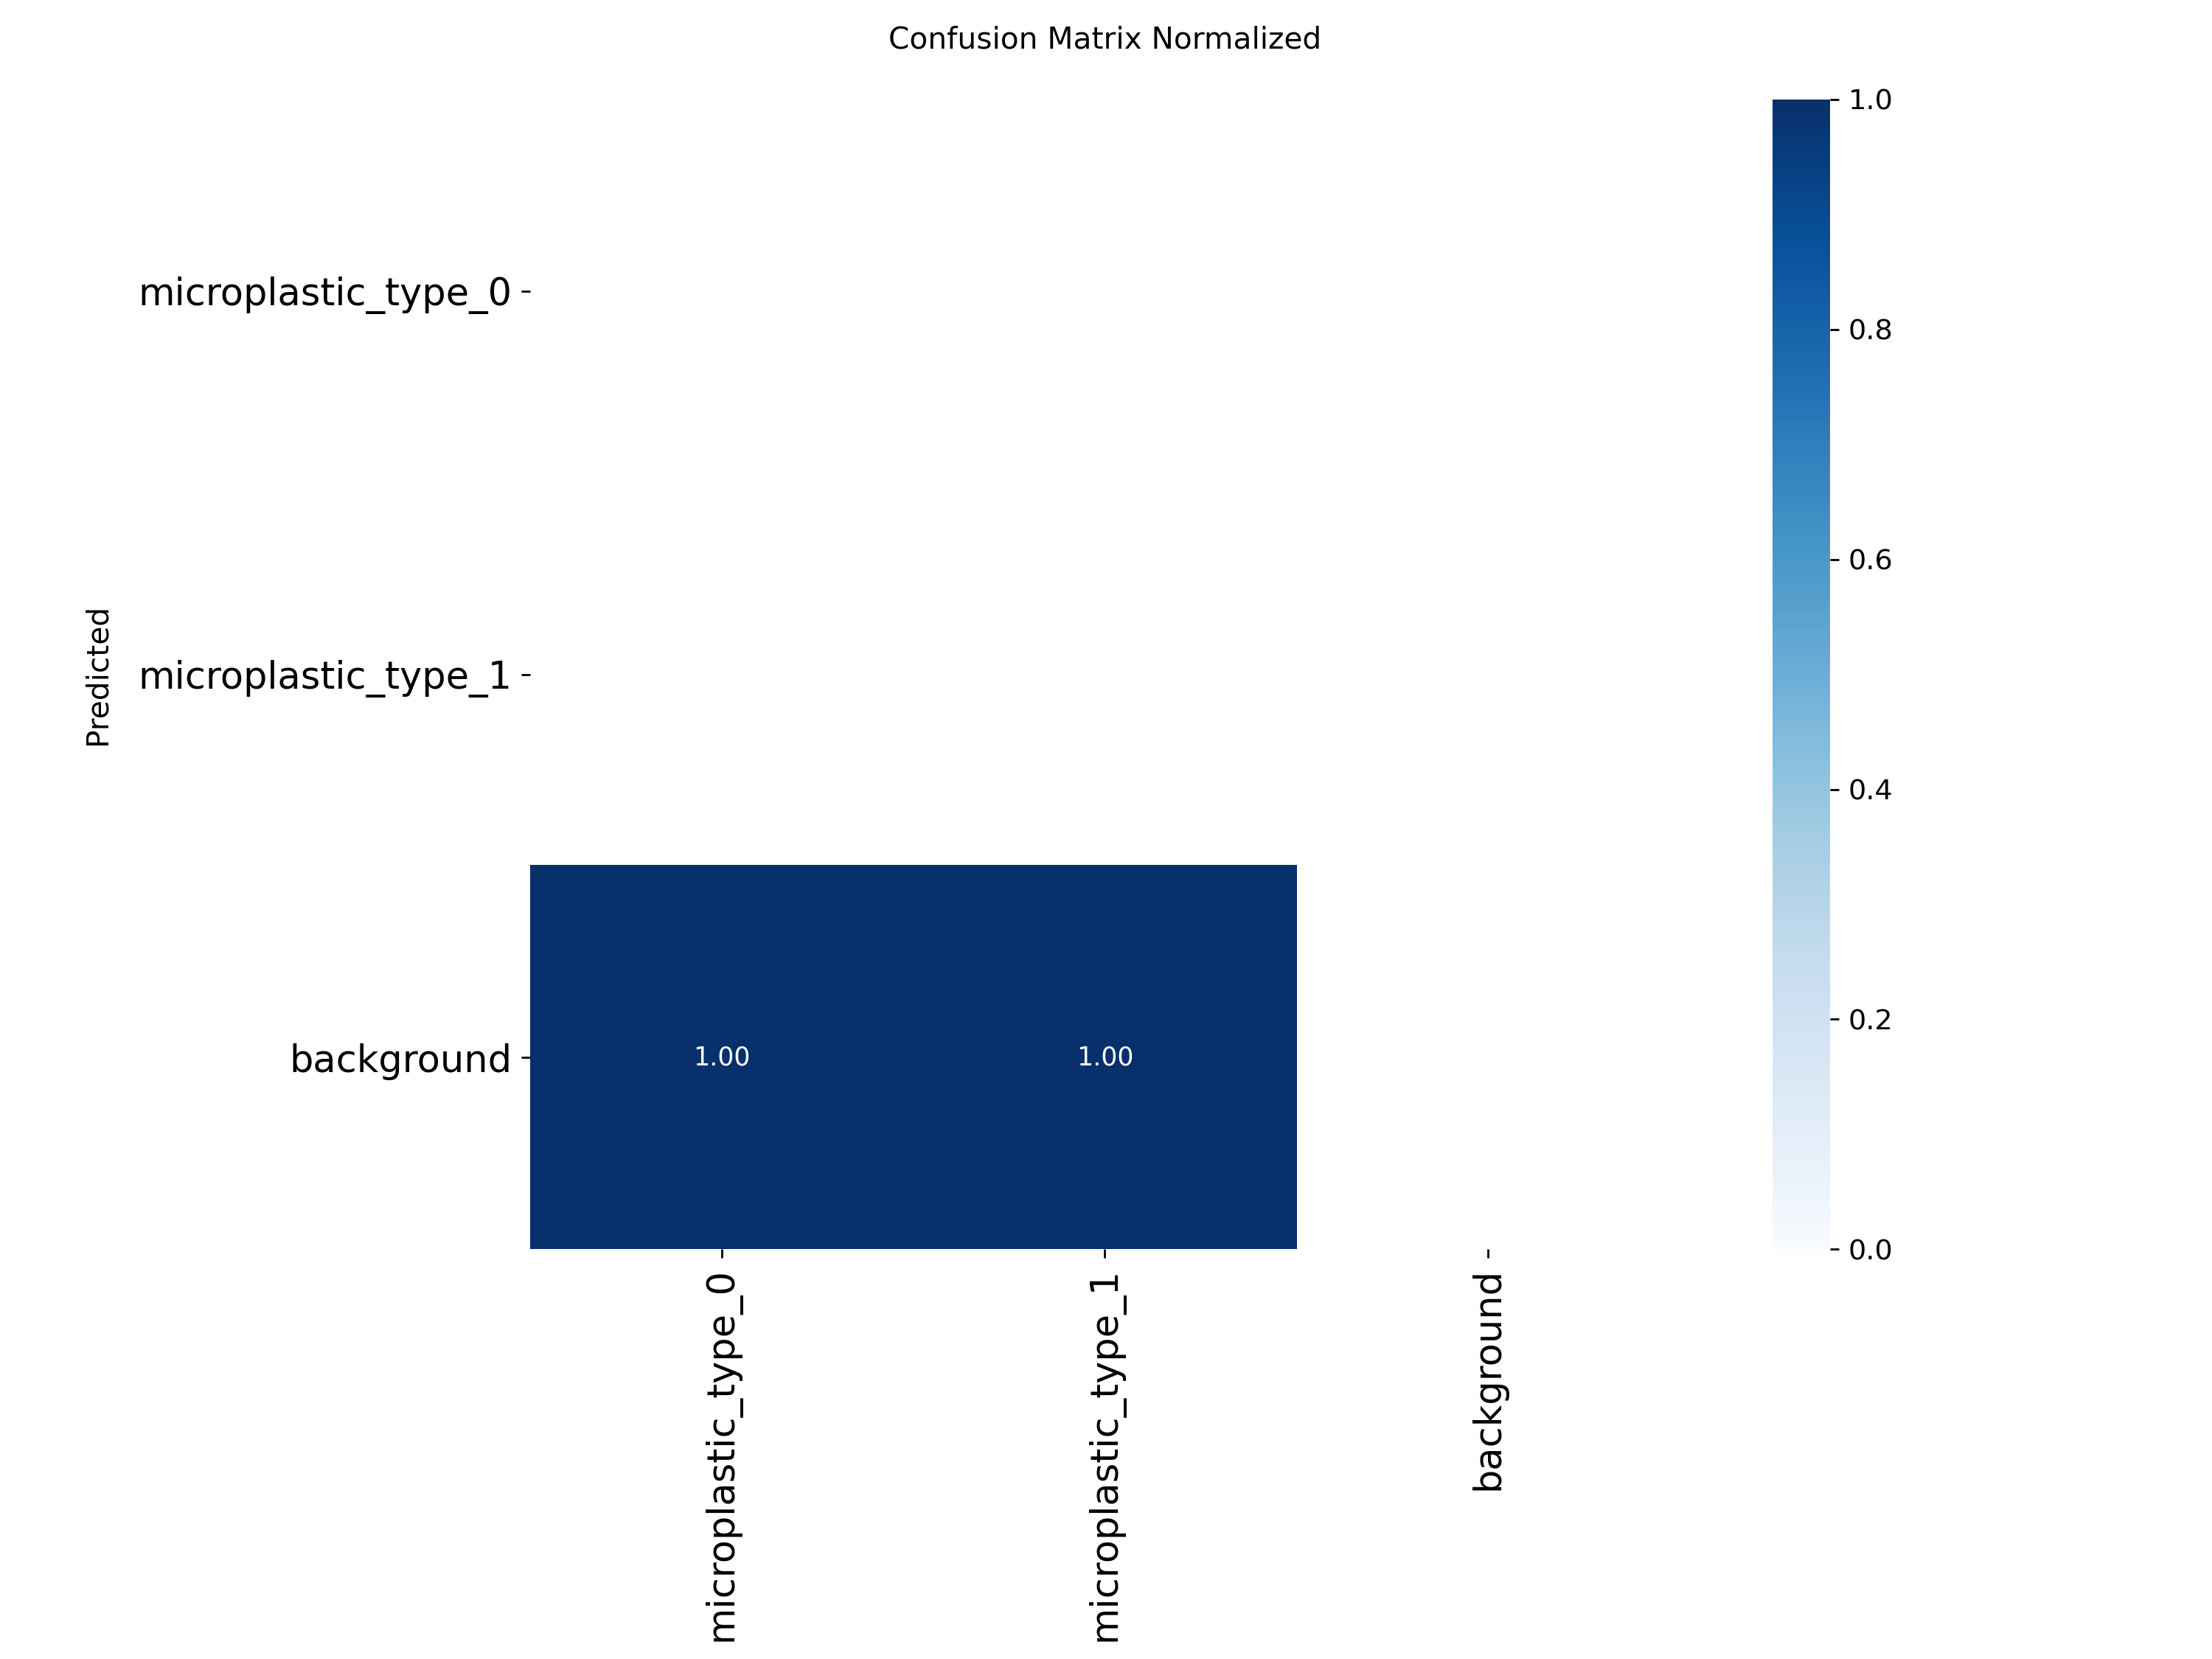 Confusion Matrix Normalized
Predicted
microplastic_type_0
microplastic_type_1
background
1.00 1.00
microplastic_type_0
microplastic_type_1
background
1.0
0.8
0.6
0.4
0.2
0.0